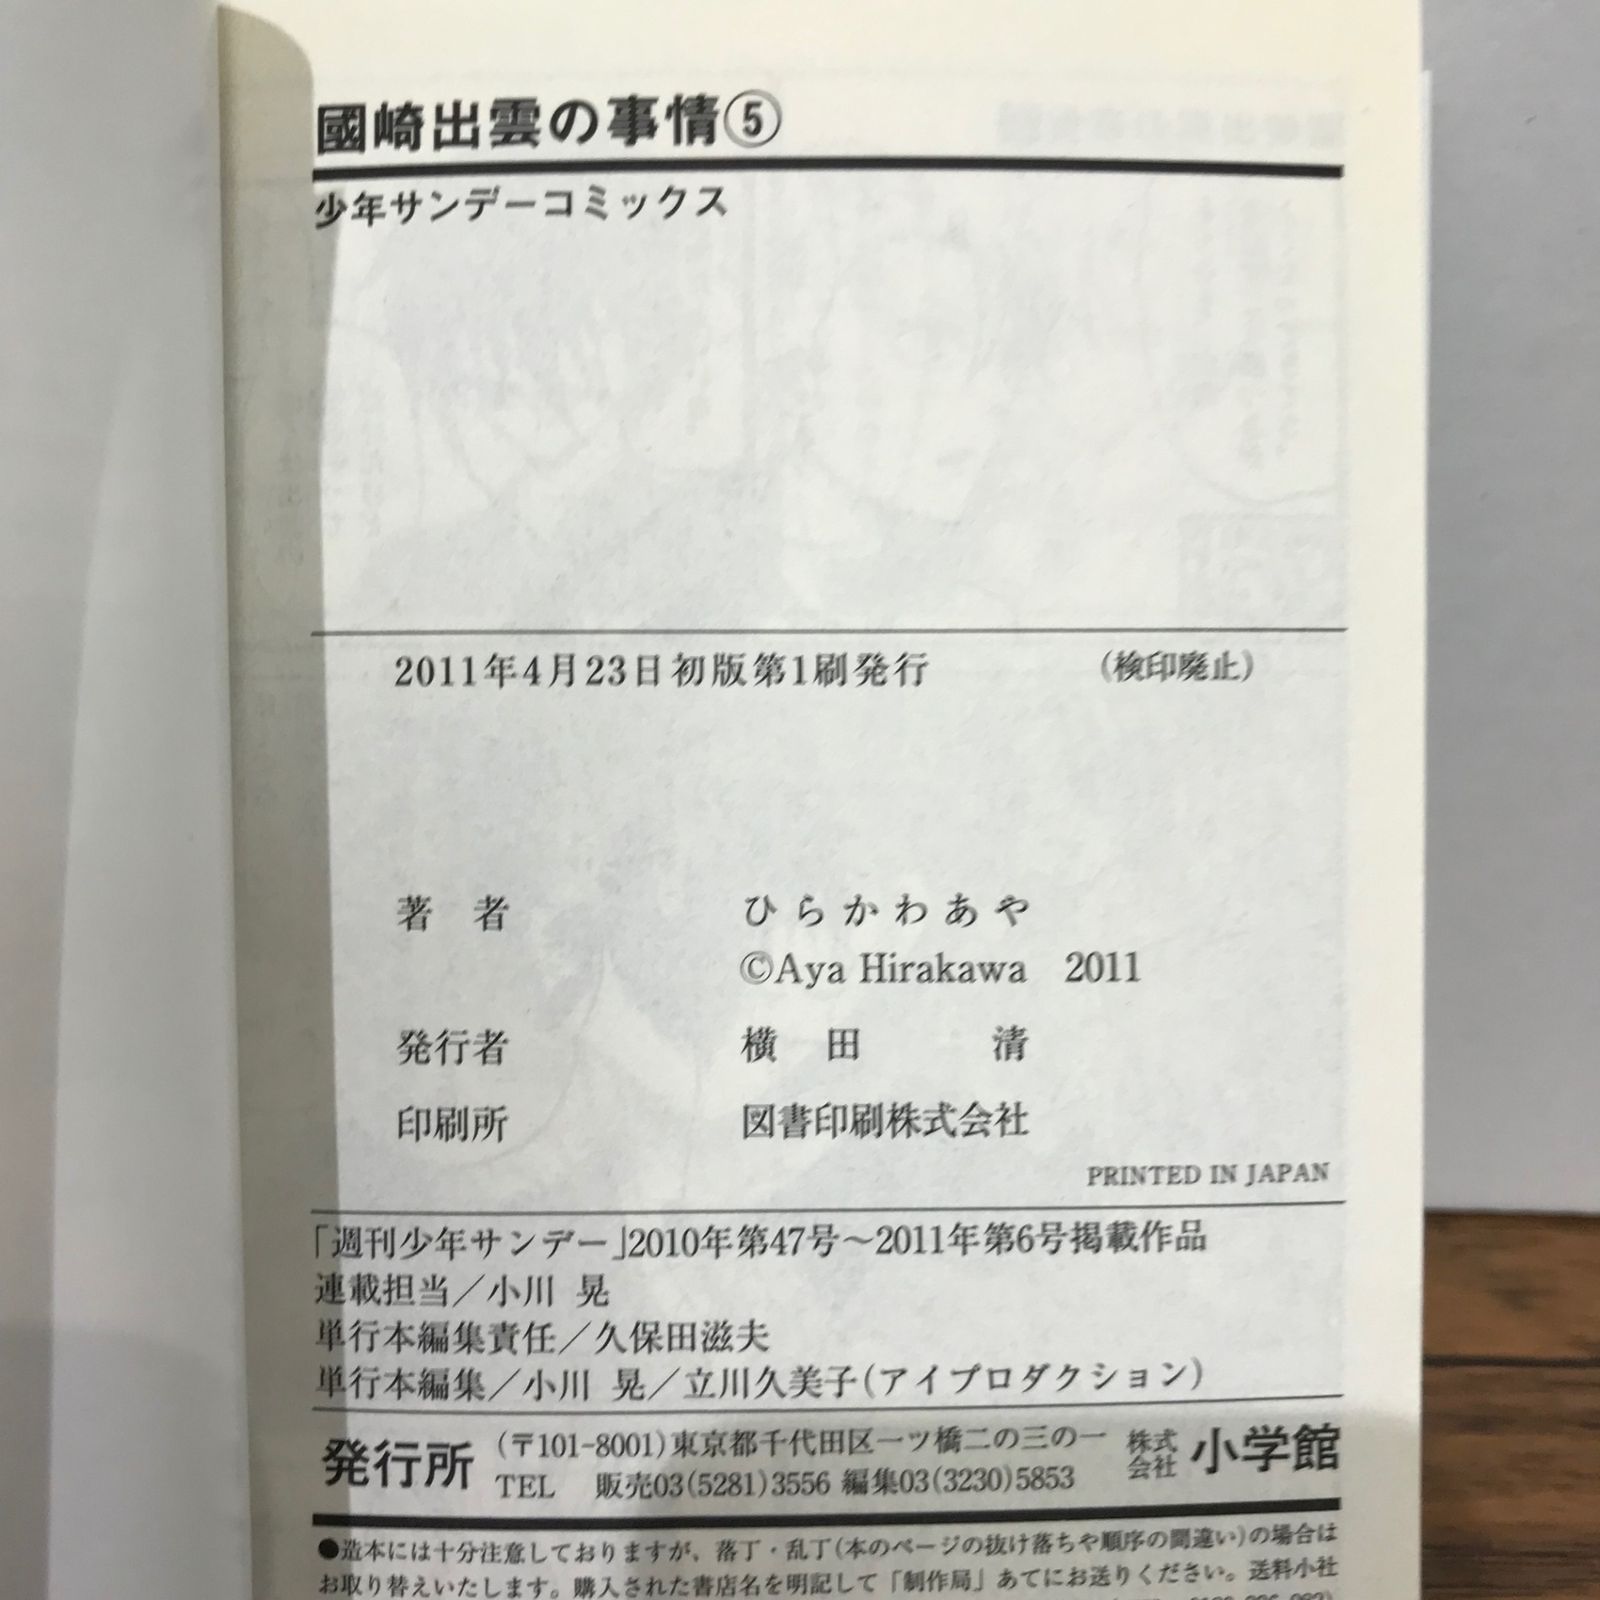 國崎出雲の事情⑤
少年サンデーコミックス
2011年4月23日初版第1刷発行 (検印廃止)
著者 ひらかわあや
©Aya Hirakawa 2011
発行者 横田 清
印刷所 図書印刷株式会社
PRINTED IN JAPAN
「週刊少年サンデー」2010年第47号～2011年第6号掲載作品
連載担当／小川 晃
単行本編集責任／久保田滋夫
単行本編集／小川 晃／立川久美子(アイプロダクション)
発行所 (〒101-8001)東京都千代田区一ツ橋二の三の一 株式会社 小学館
TEL 販売03(5281)3556 編集03(3230)5853
●造本には十分注意しておりますが、落丁・乱丁(本のページの抜け落ちや順序の間違い)の場合は
お取り替えいたします。購入された書店名を明記して「制作局」あてにお送りください。送料小社